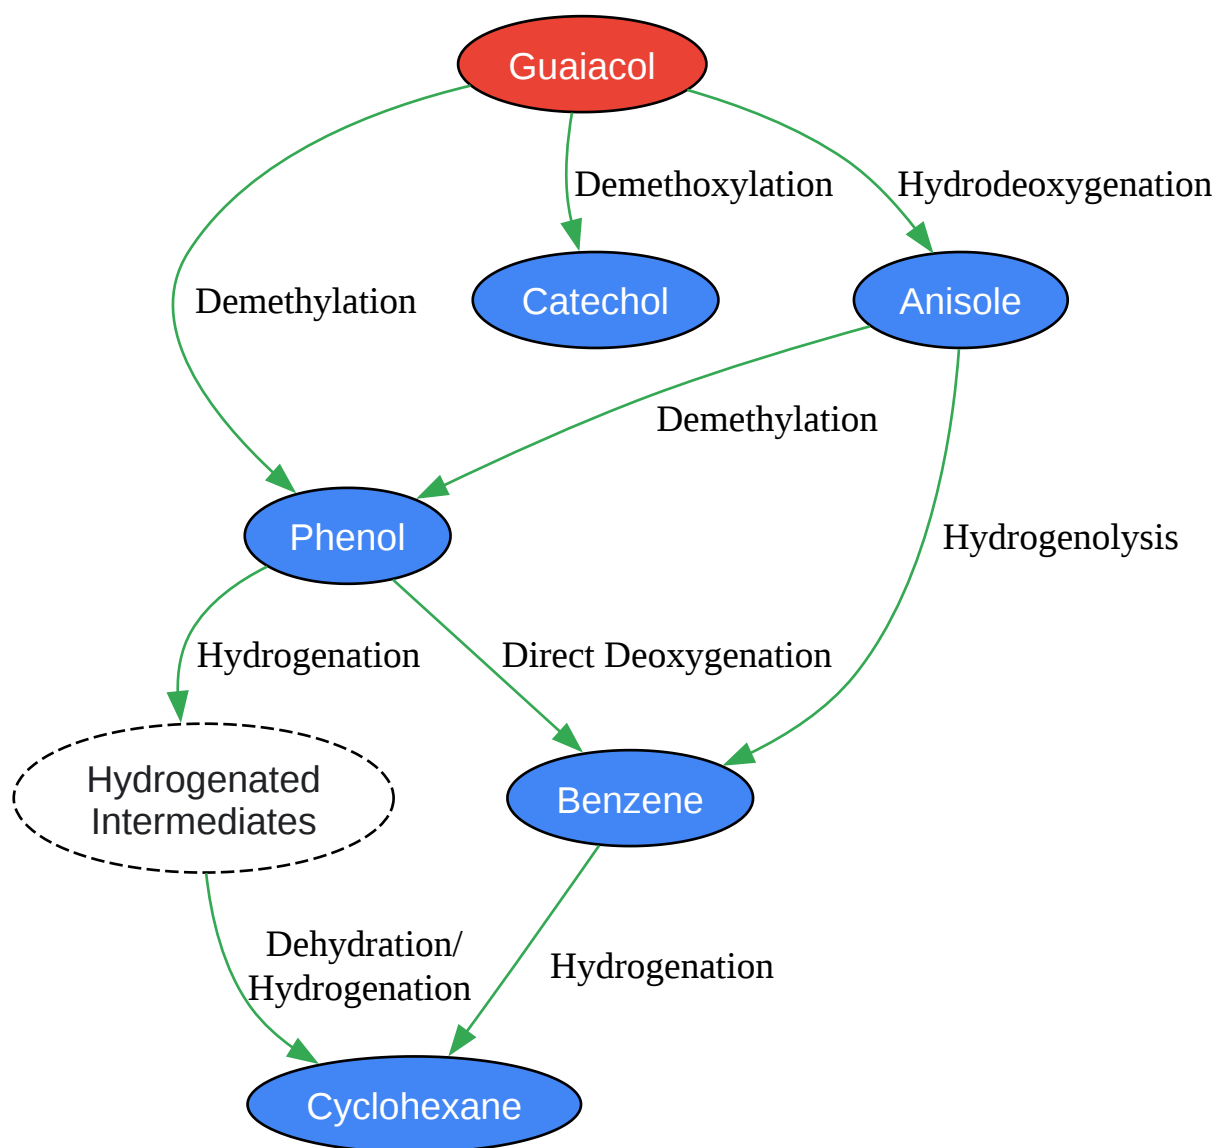 Guaiacol
Demethoxylation
Hydrodeoxygenation
Demethylation
Catechol
Anisole
Demethylation
Phenol
Hydrogenolysis
Hydrogenation
Direct Deoxygenation
Hydrogenated
Intermediates
Benzene
Dehydration/
Hydrogenation
Hydrogenation
Cyclohexane